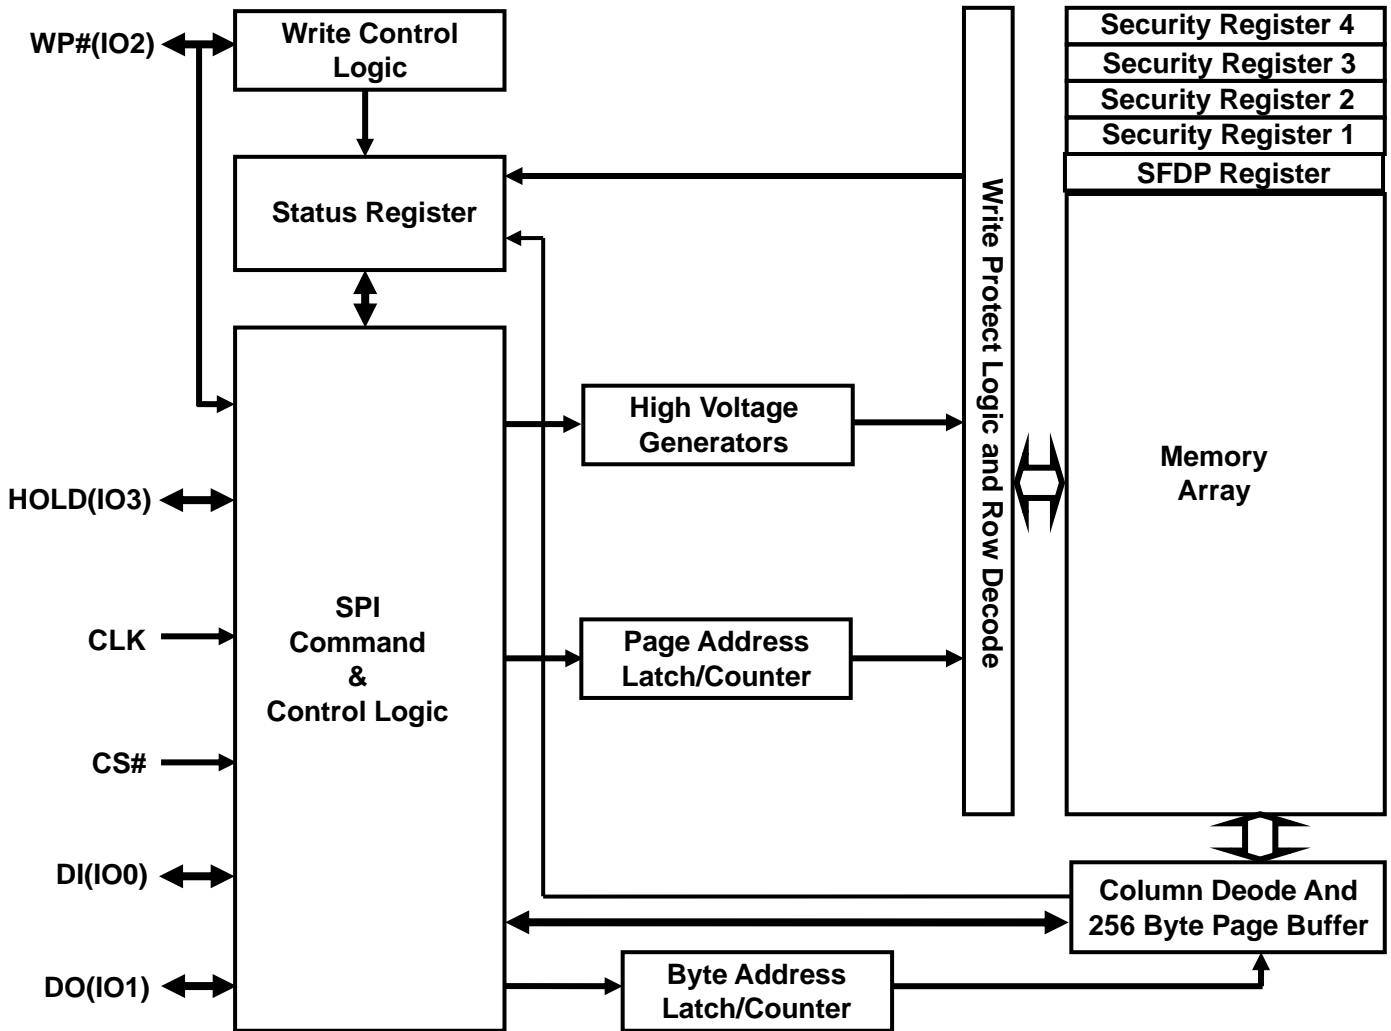 WP#(IO2)
Write Control
Logic
Security Register 4
Security Register 3
Security Register 2
Security Register 1
SFDP Register
Status Register
Write Protect Logic and Row Decode
High Voltage
Generators
Memory
Array
HOLD(IO3)
SPI
Command
&
Control Logic
CLK
Page Address
Latch/Counter
CS#
DI(IO0)
Column Deode And
256 Byte Page Buffer
DO(IO1)
Byte Address
Latch/Counter